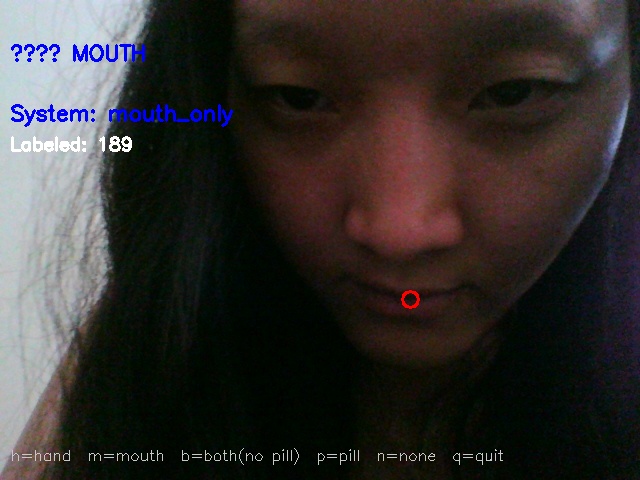 ???? MOUTH
System: mouth_only
Labeled: 189
h=hand m=mouth b=both(no pill) p=pill n=none q=quit